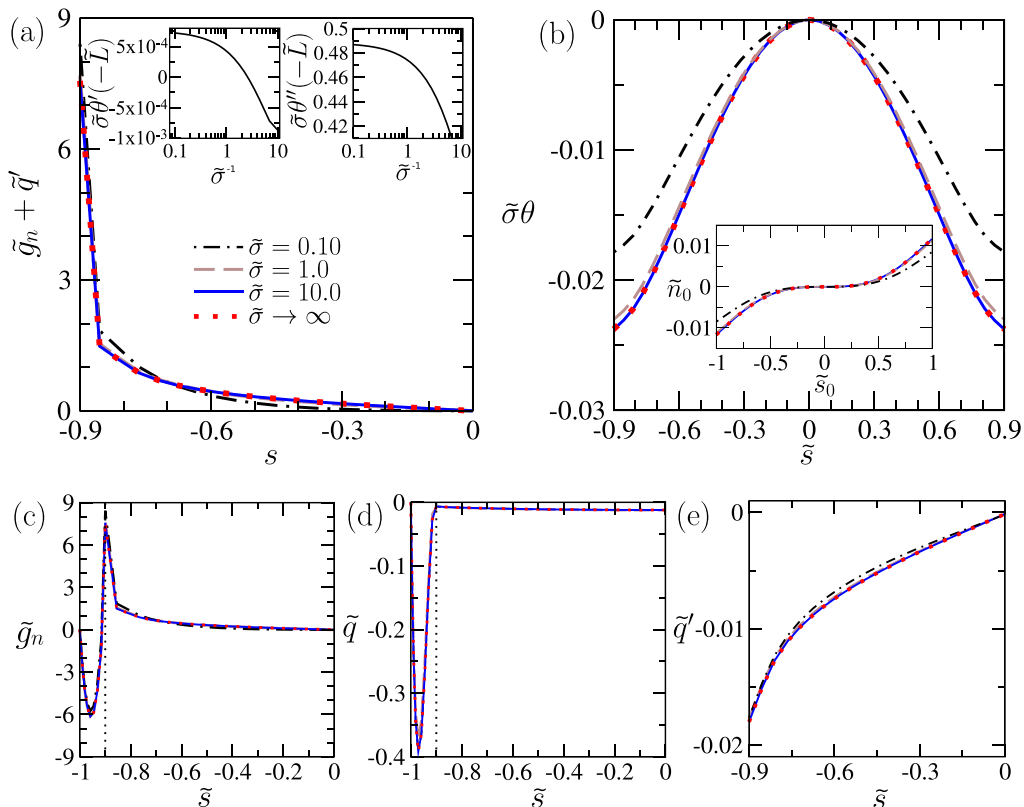 (a)
9
6
3
0
g̃ₙ + q̃′
-0.9 -0.6 -0.3 0
s
σ̃θ′(−L̃)
5x10⁻⁴
0
-5x10⁻⁴
-1x10⁻³
0.1 1 10
σ̃⁻¹
σ̃θ″(−L̃)
0.5
0.48
0.46
0.44
0.42
0.1 1 10
σ̃⁻¹
σ̃ = 0.10
σ̃ = 1.0
σ̃ = 10.0
σ̃ → ∞
(b)
0
-0.01
-0.02
-0.03
σ̃θ
-0.9 -0.6 -0.3 0 0.3 0.6 0.9
s̃
ñ₀
0.01
0
-0.01
-1 -0.5 0 0.5 1
s̃₀
(c)
9
6
3
0
-3
-6
-9
g̃ₙ
-1 -0.8 -0.6 -0.4 -0.2 0
s̃
(d)
0
-0.1
-0.2
-0.3
-0.4
q̃
-1 -0.8 -0.6 -0.4 -0.2 0
s̃
(e)
0
-0.01
-0.02
q̃′
-0.9 -0.6 -0.3 0
s̃